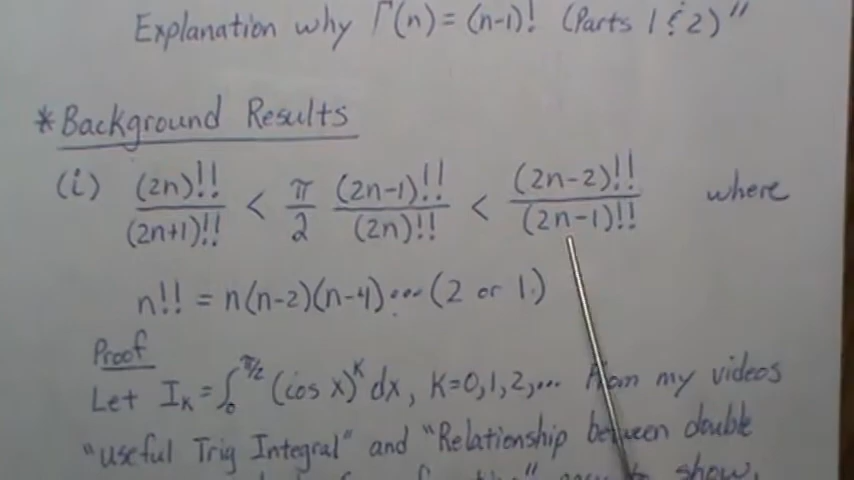 Explanation why Γ(n) = (n-1)! (Parts 1 & 2)"
*Background Results
(i) (2n)!!/(2n+1)!! < π/2 (2n-1)!!/(2n)!! < (2n-2)!!/(2n-1)!! where
n!! = n(n-2)(n-4)...(2 or 1.)
Proof
Let I_K = ∫_0^{π/2} (cos x)^K dx, K=0,1,2,... From my videos
"Useful Trig Integral" and "Relationship between double
show,